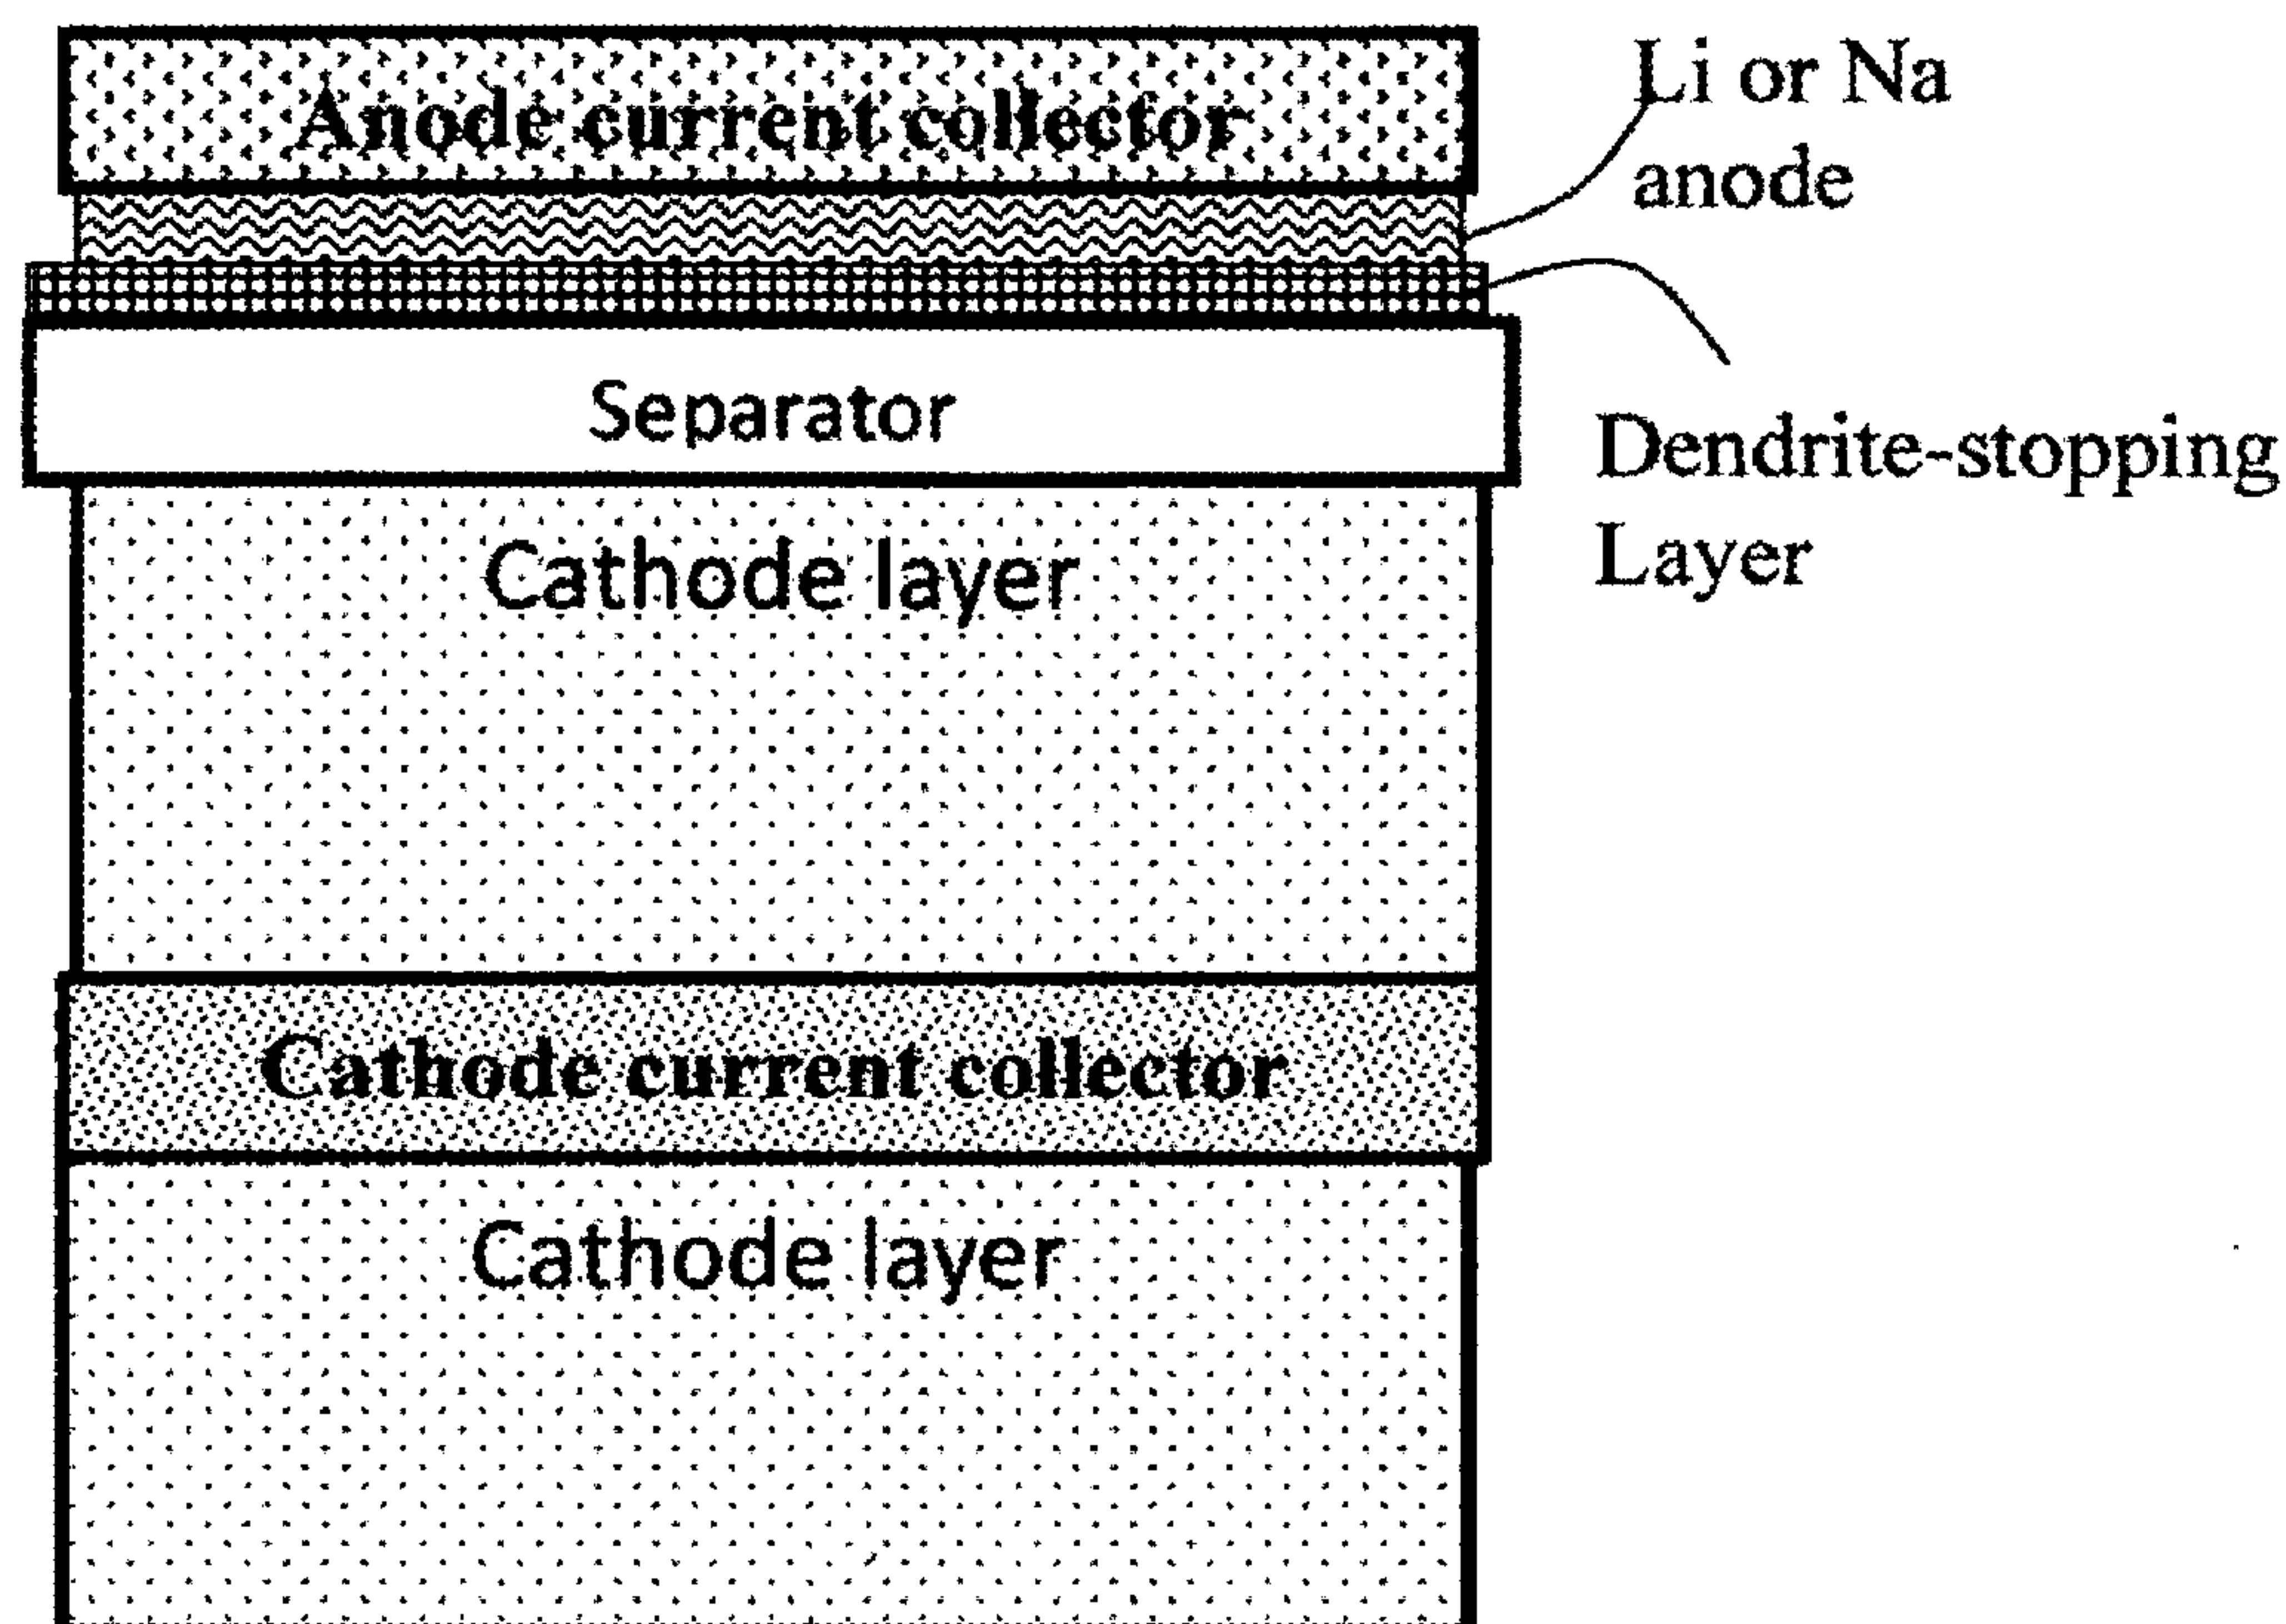 Anode current collector
Li or Na
anode
Separator
Dendrite-stopping
Layer
Cathode layer
Cathode current collector
Cathode layer